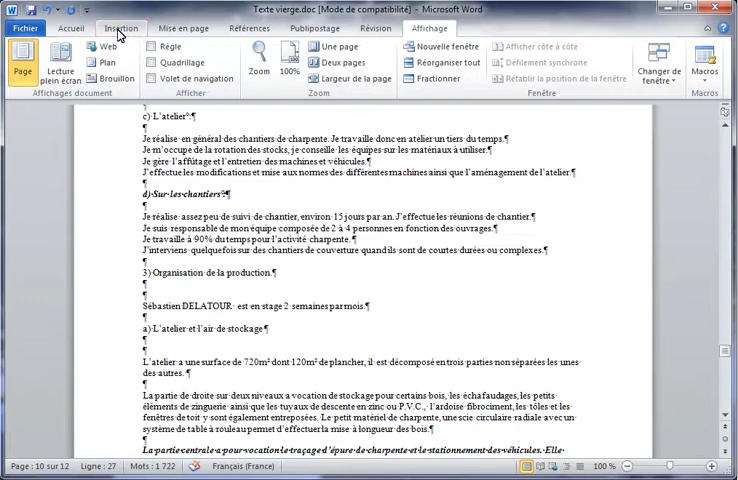 Texte vierge.doc [Mode de compatibilité] - Microsoft Word
Fichier Accueil Insertion Mise en page Références Publipostage Révision Affichage
Page
Lecture plein écran
Web
Plan
Brouillon
Affichages document
Règle
Quadrillage
Volet de navigation
Afficher
Zoom
100%
Une page
Deux pages
Largeur de la page
Zoom
Nouvelle fenêtre
Réorganiser tout
Fractionner
Afficher côte à côte
Défilement synchrone
Rétablir la position de la fenêtre
Changer de fenêtre
Fenêtre
Macros
Macros
c) L'atelier :¶
¶
Je réalise en général des chantiers de charpente. Je travaille donc en atelier un tiers du temps.¶
Je m'occupe de la rotation des stocks, je conseille les équipes sur les matériaux à utiliser.¶
Je gère l'affûtage et l'entretien des machines et véhicules.¶
J'effectue les modifications et mise aux normes des différentes machines ainsi que l'aménagement de l'atelier.¶
¶
d) Sur les chantiers :¶
¶
Je réalise assez peu de suivi de chantier, environ 15 jours par an. J'effectue les réunions de chantier.¶
Je suis responsable de mon équipe composée de 2 à 4 personnes en fonction des ouvrages.¶
Je travaille à 90% du temps pour l'activité charpente.¶
J'interviens quelquefois sur des chantiers de couverture quand ils sont de courtes durées ou complexes.¶
¶
3) Organisation de la production.¶
¶
¶
Sébastien DELATOUR est en stage 2 semaines par mois.¶
¶
a) L'atelier et l'air de stockage¶
¶
¶
L'atelier a une surface de 720m² dont 120m² de plancher, il est décomposé en trois parties non séparées les unes
des autres.¶
¶
La partie de droite sur deux niveaux a vocation de stockage pour certains bois, les échafaudages, les petits
éléments de zinguerie ainsi que les tuyaux de descente en zinc ou P.V.C., l'ardoise fibrociment, les tôles et les
fenêtres de toit y sont également entreposées. Le petit matériel de charpente, une scie circulaire radiale avec un
système de table à rouleau permet d'effectuer la mise à longueur des bois.¶
¶
La partie centrale a pour vocation le traçage d'épure de charpente et le stationnement des véhicules. Elle
Page : 10 sur 12 Ligne : 27 Mots : 1 722 Français (France) 100 %